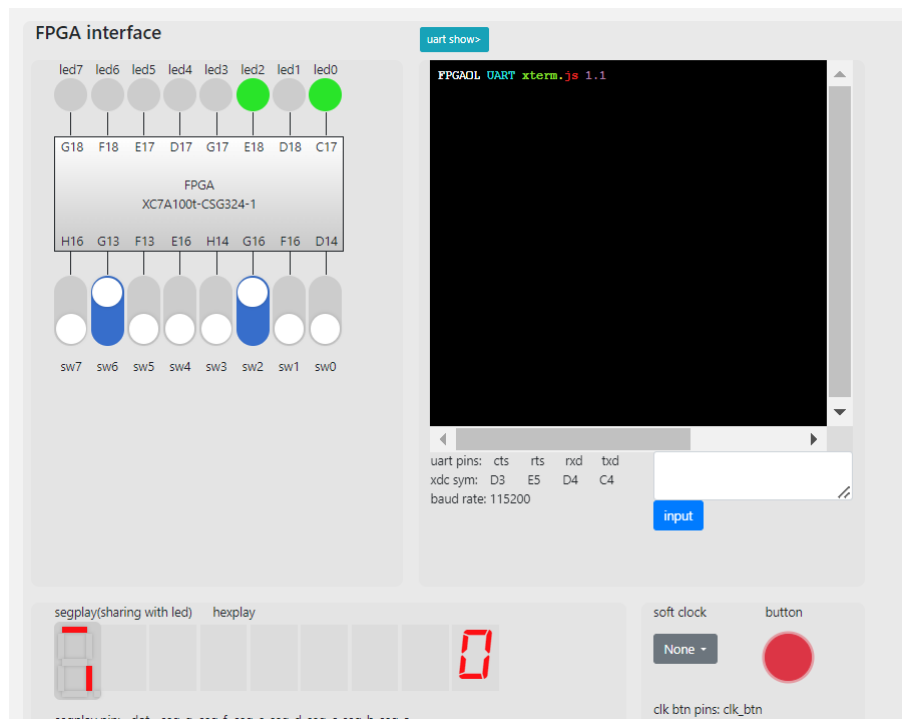 FPGA interface
uart show>
led7 led6 led5 led4 led3 led2 led1 led0
G18 F18 E17 D17 G17 E18 D18 C17
FPGA
XC7A100t-CSG324-1
H16 G13 F13 E16 H14 G16 F16 D14
sw7 sw6 sw5 sw4 sw3 sw2 sw1 sw0
FPGAOL UART xterm.js 1.1
uart pins: cts rts rxd txd
xdc sym: D3 E5 D4 C4
baud rate: 115200
input
segplay(sharing with led) hexplay
0
soft clock button
None
clk btn pins: clk_btn